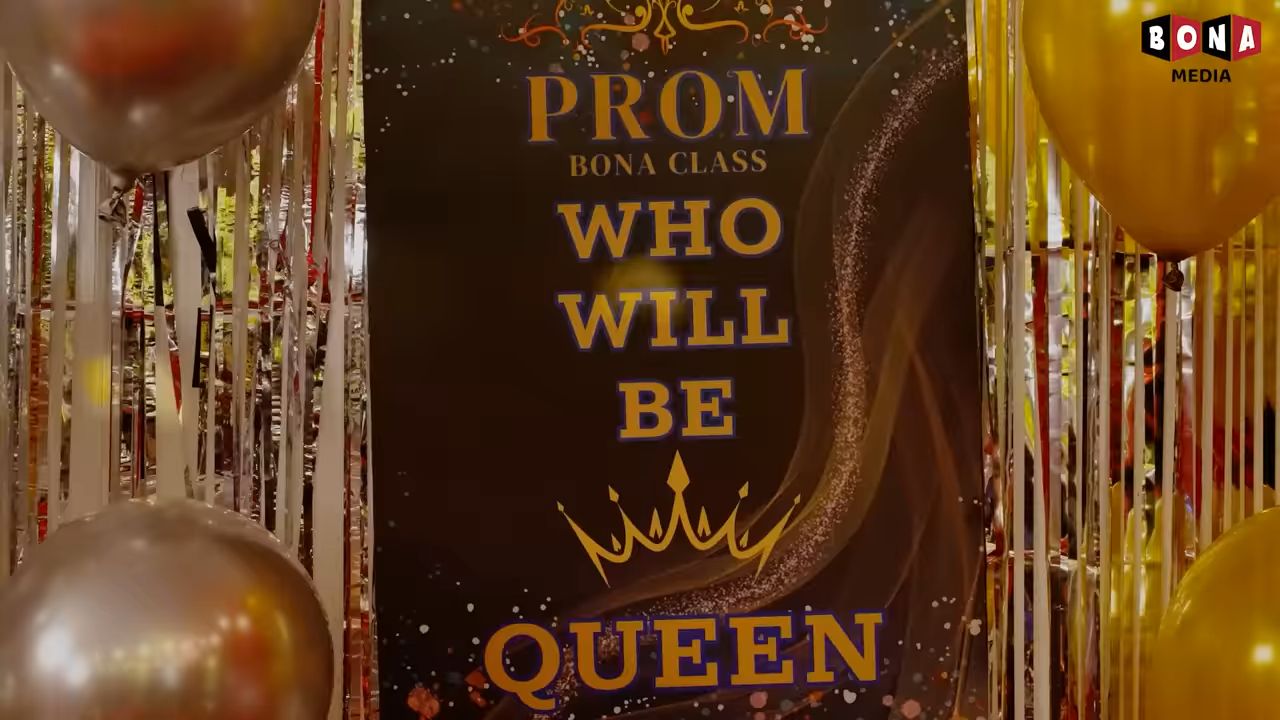 PROM
BONA CLASS
WHO
WILL
BE
QUEEN
BONA
MEDIA